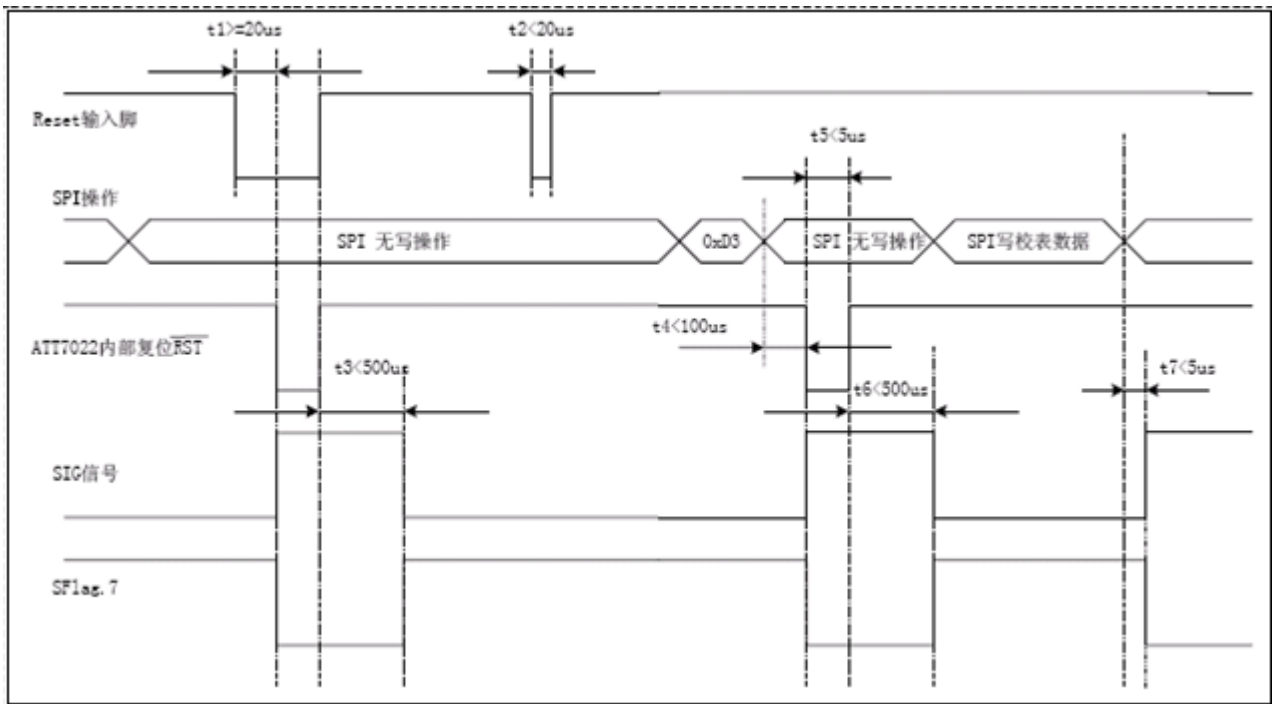 t1>=20us
t2<20us
Reset输入脚
t5<5us
SPI操作
SPI 无写操作
0xD3
SPI 无写操作
SPI写校表数据
t4<100us
ATT7022内部复位RST
t3<500us
t7<5us
t6<500us
SIG信号
SFlag.7